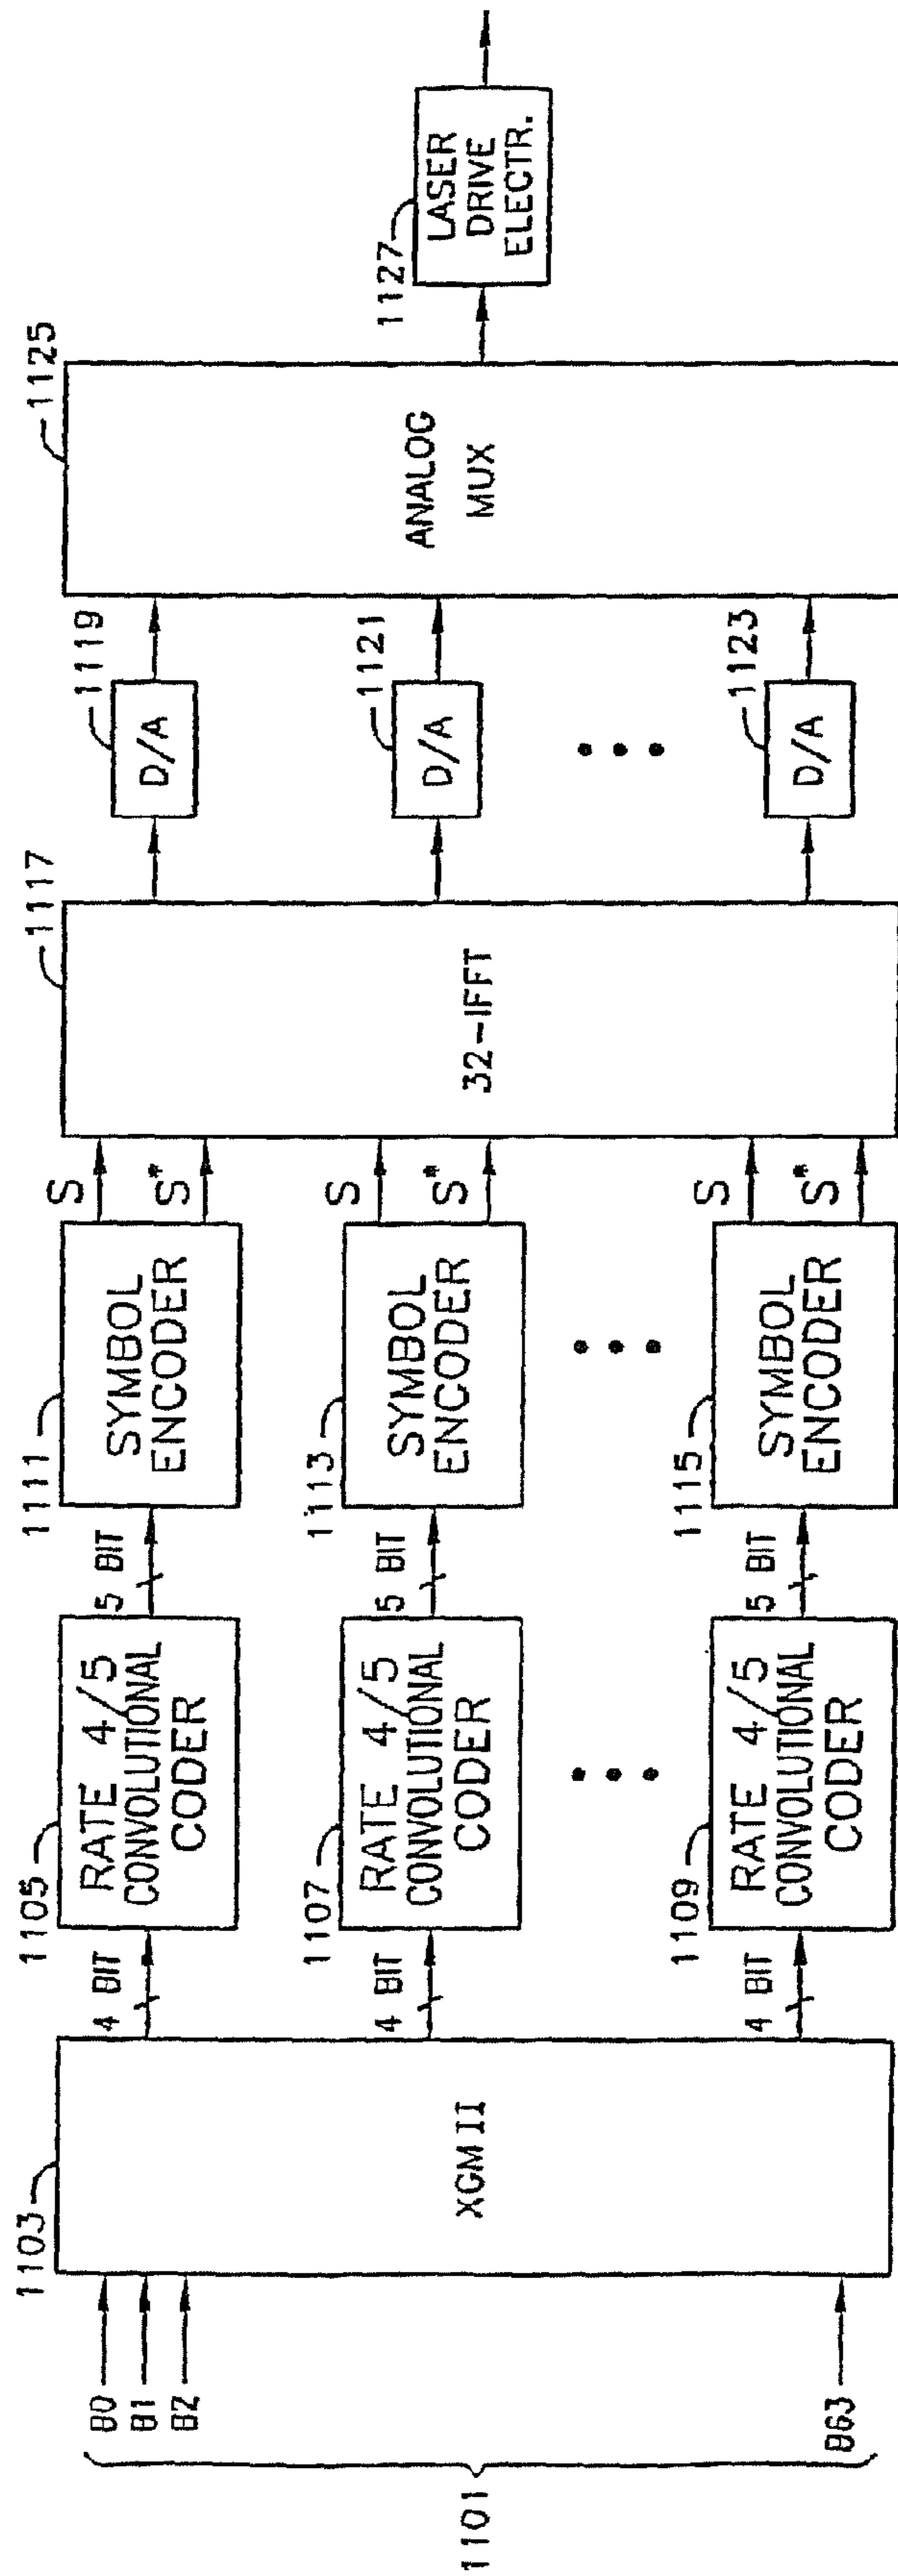 1101
B0
B1
B2
B63
1103
XGMII
4 BIT
4 BIT
4 BIT
1105
RATE 4/5
CONVOLUTIONAL
CODER
1107
RATE 4/5
CONVOLUTIONAL
CODER
1109
RATE 4/5
CONVOLUTIONAL
CODER
5 BIT
5 BIT
5 BIT
1111
SYMBOL
ENCODER
1113
SYMBOL
ENCODER
1115
SYMBOL
ENCODER
S
S*
S
S*
S
S*
1117
32-IFFT
1119
D/A
1121
D/A
1123
D/A
1125
ANALOG
MUX
1127
LASER
DRIVE
ELECTR.